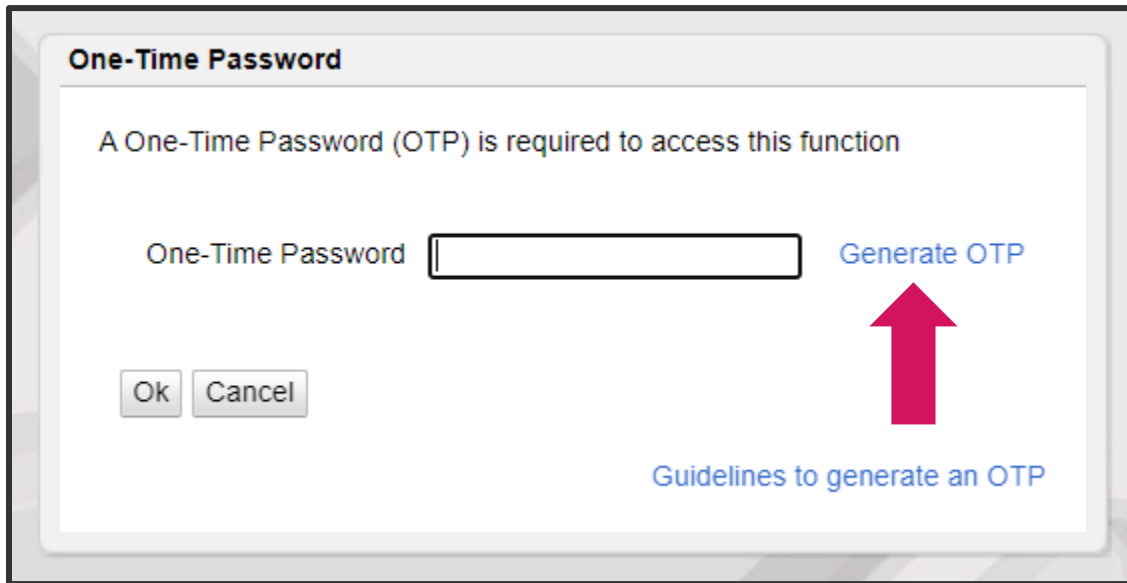 One-Time Password
A One-Time Password (OTP) is required to access this function
One-Time Password Generate OTP
Ok Cancel
Guidelines to generate an OTP